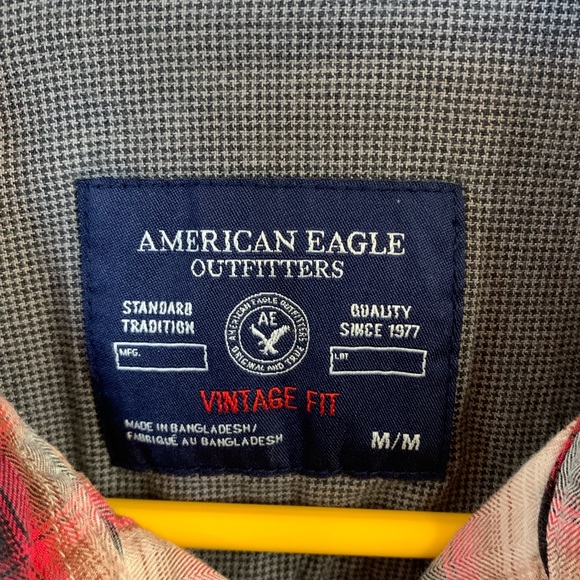 AMERICAN EAGLE
OUTFITTERS
STANDARD
TRADITION
MFG.
AMERICAN EAGLE OUTFITTERS
AE
ORIGINAL AND TRUE
QUALITY
SINCE 1977
LOT
VINTAGE FIT
MADE IN BANGLADESH/
FABRIQUÉ AU BANGLADESH
M/M